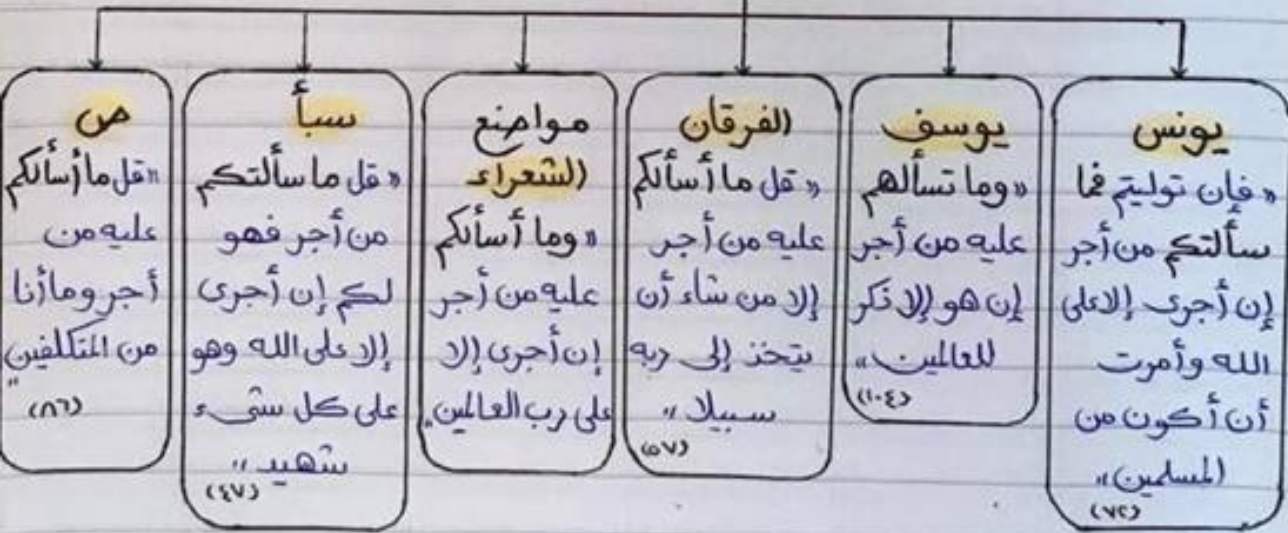 يونس
«فإن توليتم فما
سألتكم من أجر
إن أجرى إلا على
الله وأمرت
أن أكون من
المسلمين»
(٧٢)
يوسف
«وما تسألهم
عليه من أجر
إن هو إلا ذكر
للعالمين»
(١٠٤)
الفرقان
«قل ما أسألكم
عليه من أجر
إلا من شاء أن
يتخذ إلى ربه
سبيلا»
(٥٧)
مواضع
الشعراء
«وما أسألكم
عليه من أجر
إن أجرى إلا
على رب العالمين»
سبأ
«قل ما سألتكم
من أجر فهو
لكم إن أجرى
إلا على الله وهو
على كل شىء
شهيد»
(٤٧)
ص
«قل ما أسألكم
عليه من
أجر وما أنا
من المتكلفين»
(٨٦)